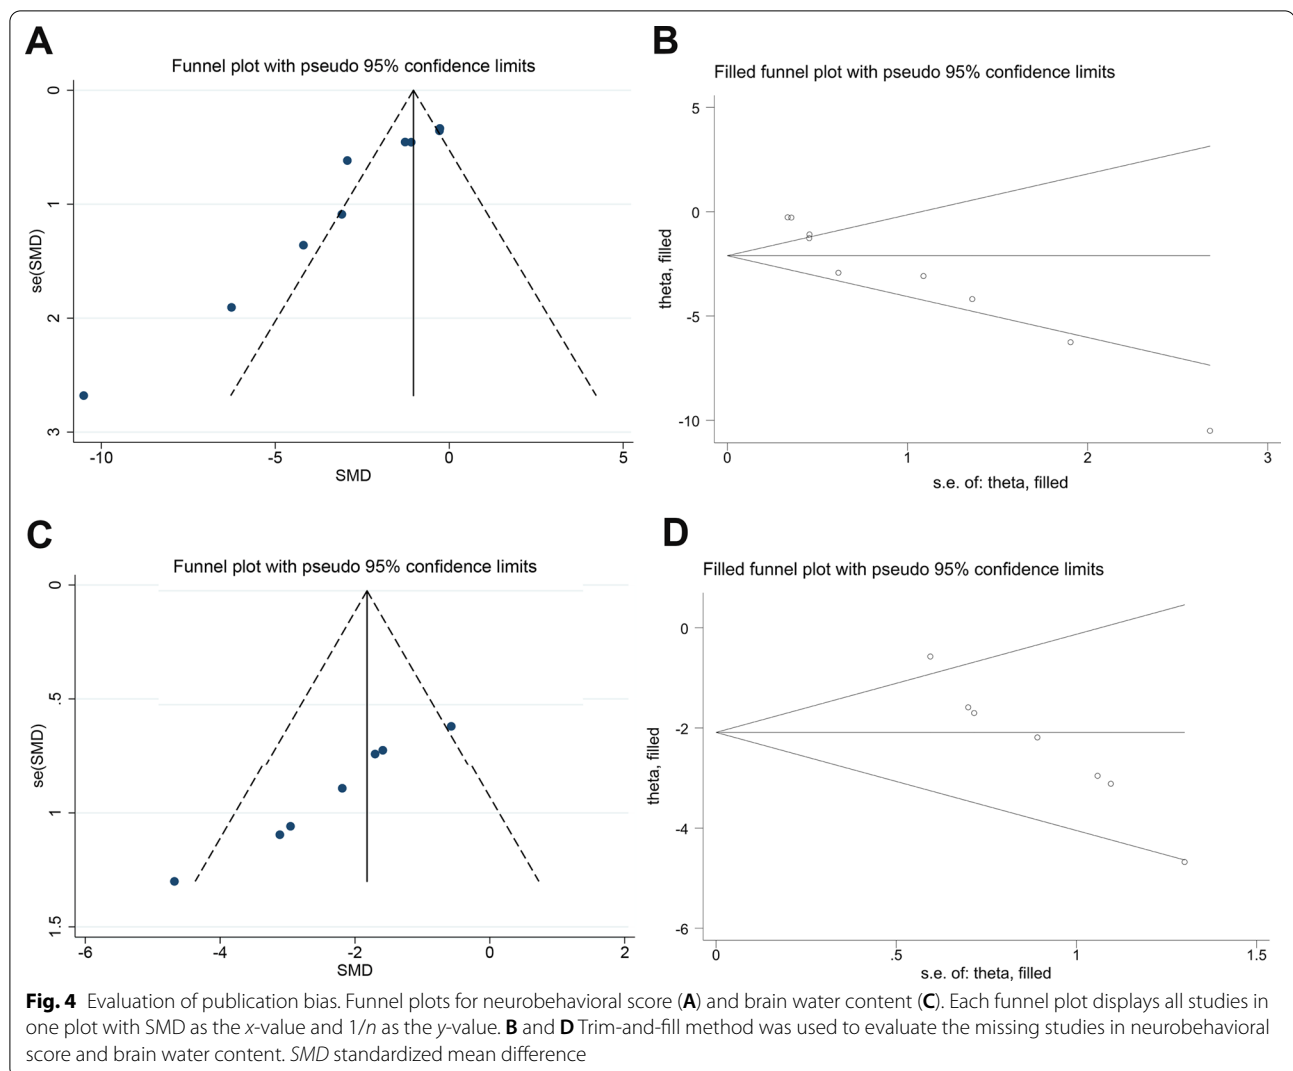 A
Funnel plot with pseudo 95% confidence limits
0
1
2
3
se(SMD)
-10
-5
0
5
SMD
B
Filled funnel plot with pseudo 95% confidence limits
5
0
-5
-10
theta, filled
0
1
2
3
s.e. of: theta, filled
C
Funnel plot with pseudo 95% confidence limits
0
.5
1
1.5
se(SMD)
-6
-4
-2
0
2
SMD
D
Filled funnel plot with pseudo 95% confidence limits
0
-2
-4
-6
theta, filled
0
.5
1
1.5
s.e. of: theta, filled
Fig. 4 Evaluation of publication bias. Funnel plots for neurobehavioral score (A) and brain water content (C). Each funnel plot displays all studies in
one plot with SMD as the x-value and 1/n as the y-value. B and D Trim-and-fill method was used to evaluate the missing studies in neurobehavioral
score and brain water content. SMD standardized mean difference